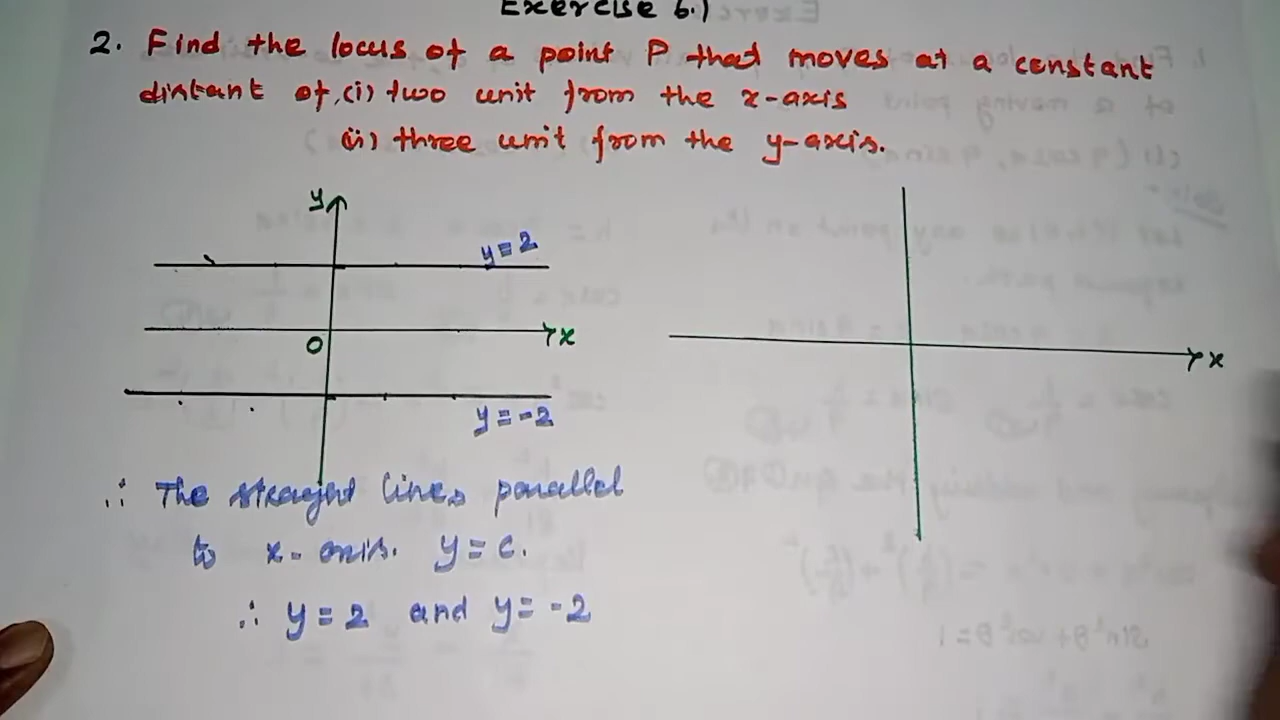 Exercise 6.1
2. Find the locus of a point P that moves at a constant
distant of, (i) two unit from the x-axis
(ii) three unit from the y-axis.
y
y = 2
x
0
y = -2
x
∴ The straight lines parallel
to x-axis. y = c.
∴ y = 2 and y = -2